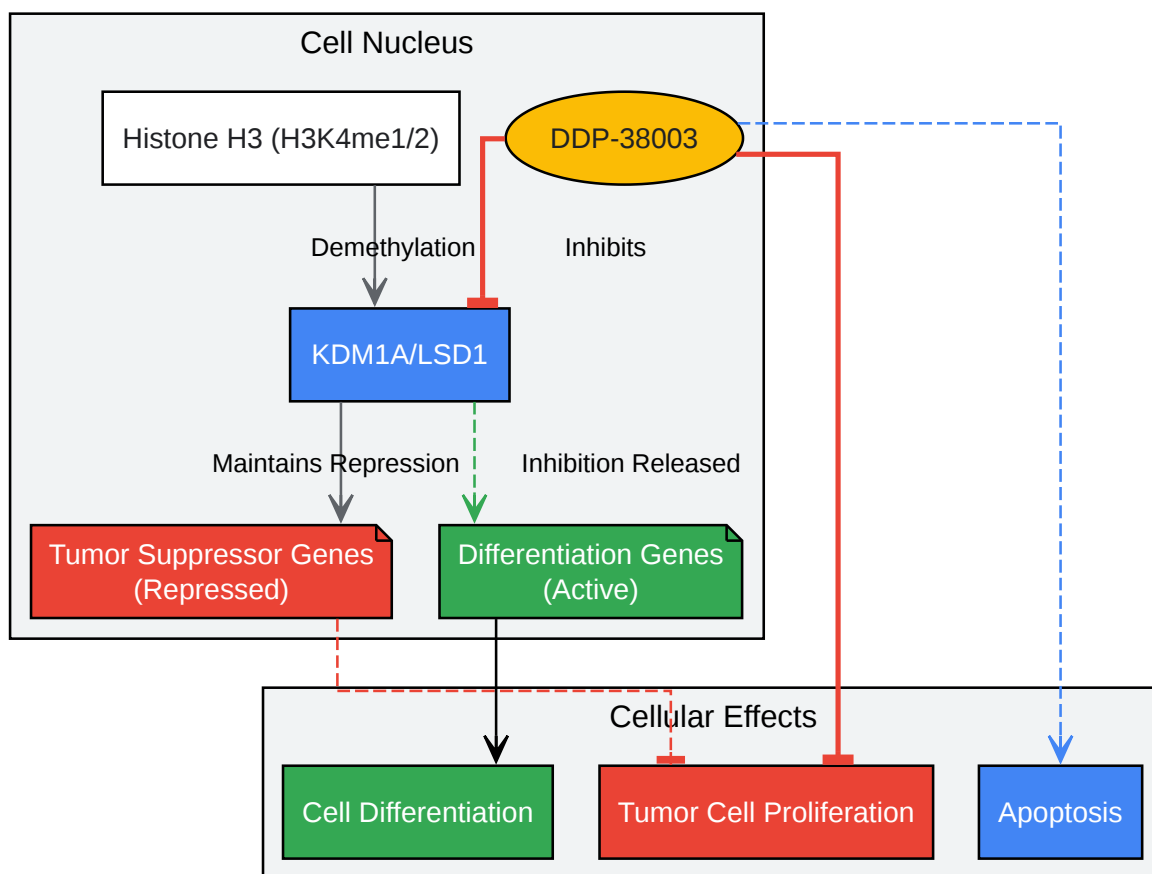 Cell Nucleus
Histone H3 (H3K4me1/2)
DDP-38003
Demethylation
Inhibits
KDM1A/LSD1
Maintains Repression
Inhibition Released
Tumor Suppressor Genes
(Repressed)
Differentiation Genes
(Active)
Cellular Effects
Cell Differentiation
Tumor Cell Proliferation
Apoptosis